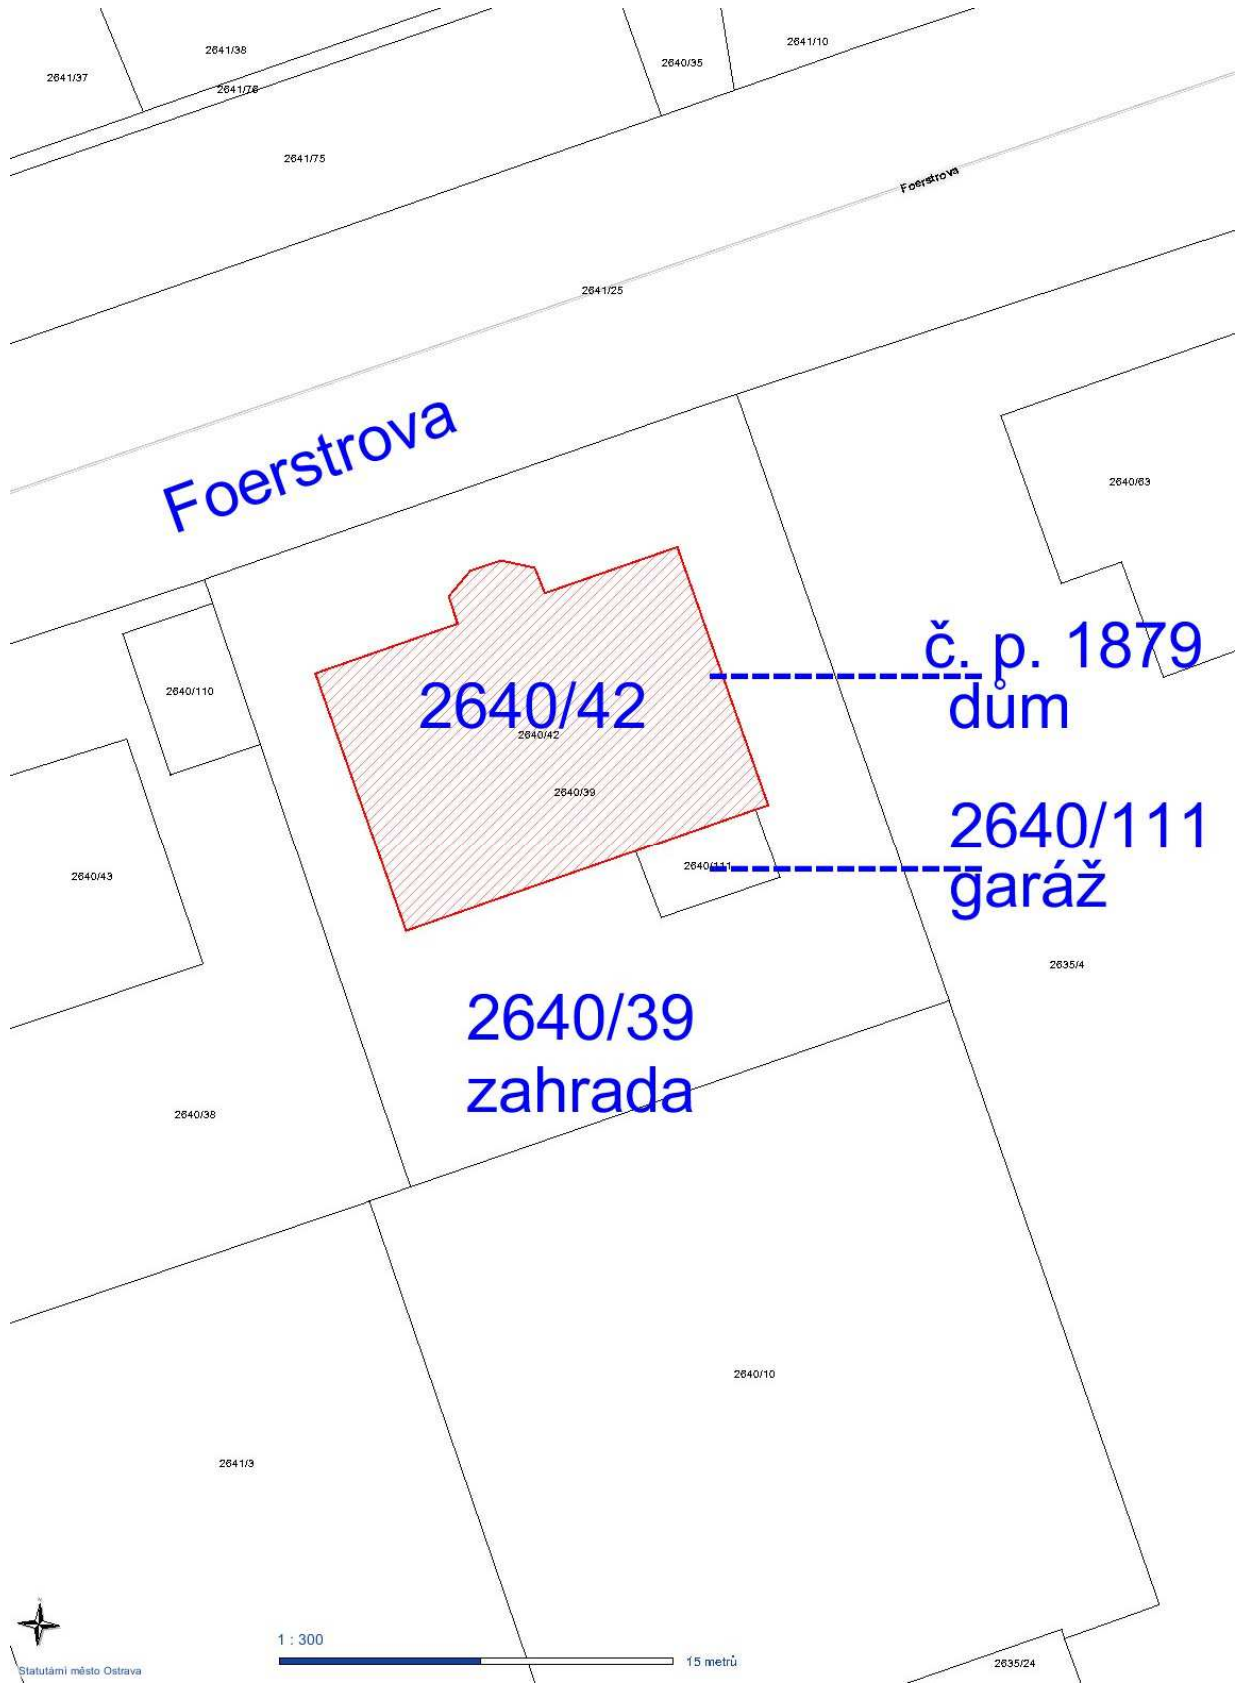 2641/38
2641/10
2640/35
2641/37
2641/76
2641/75
Foerstrova
2641/25
Foerstrova
2640/63
č. p. 1879
dům
2640/110
2640/42
2640/42
2640/39
2640/111
garáž
2640/111
2640/43
2635/4
2640/39
zahrada
2640/38
2640/10
2641/3
N
1 : 300
15 metrů
Statutární město Ostrava
2635/24